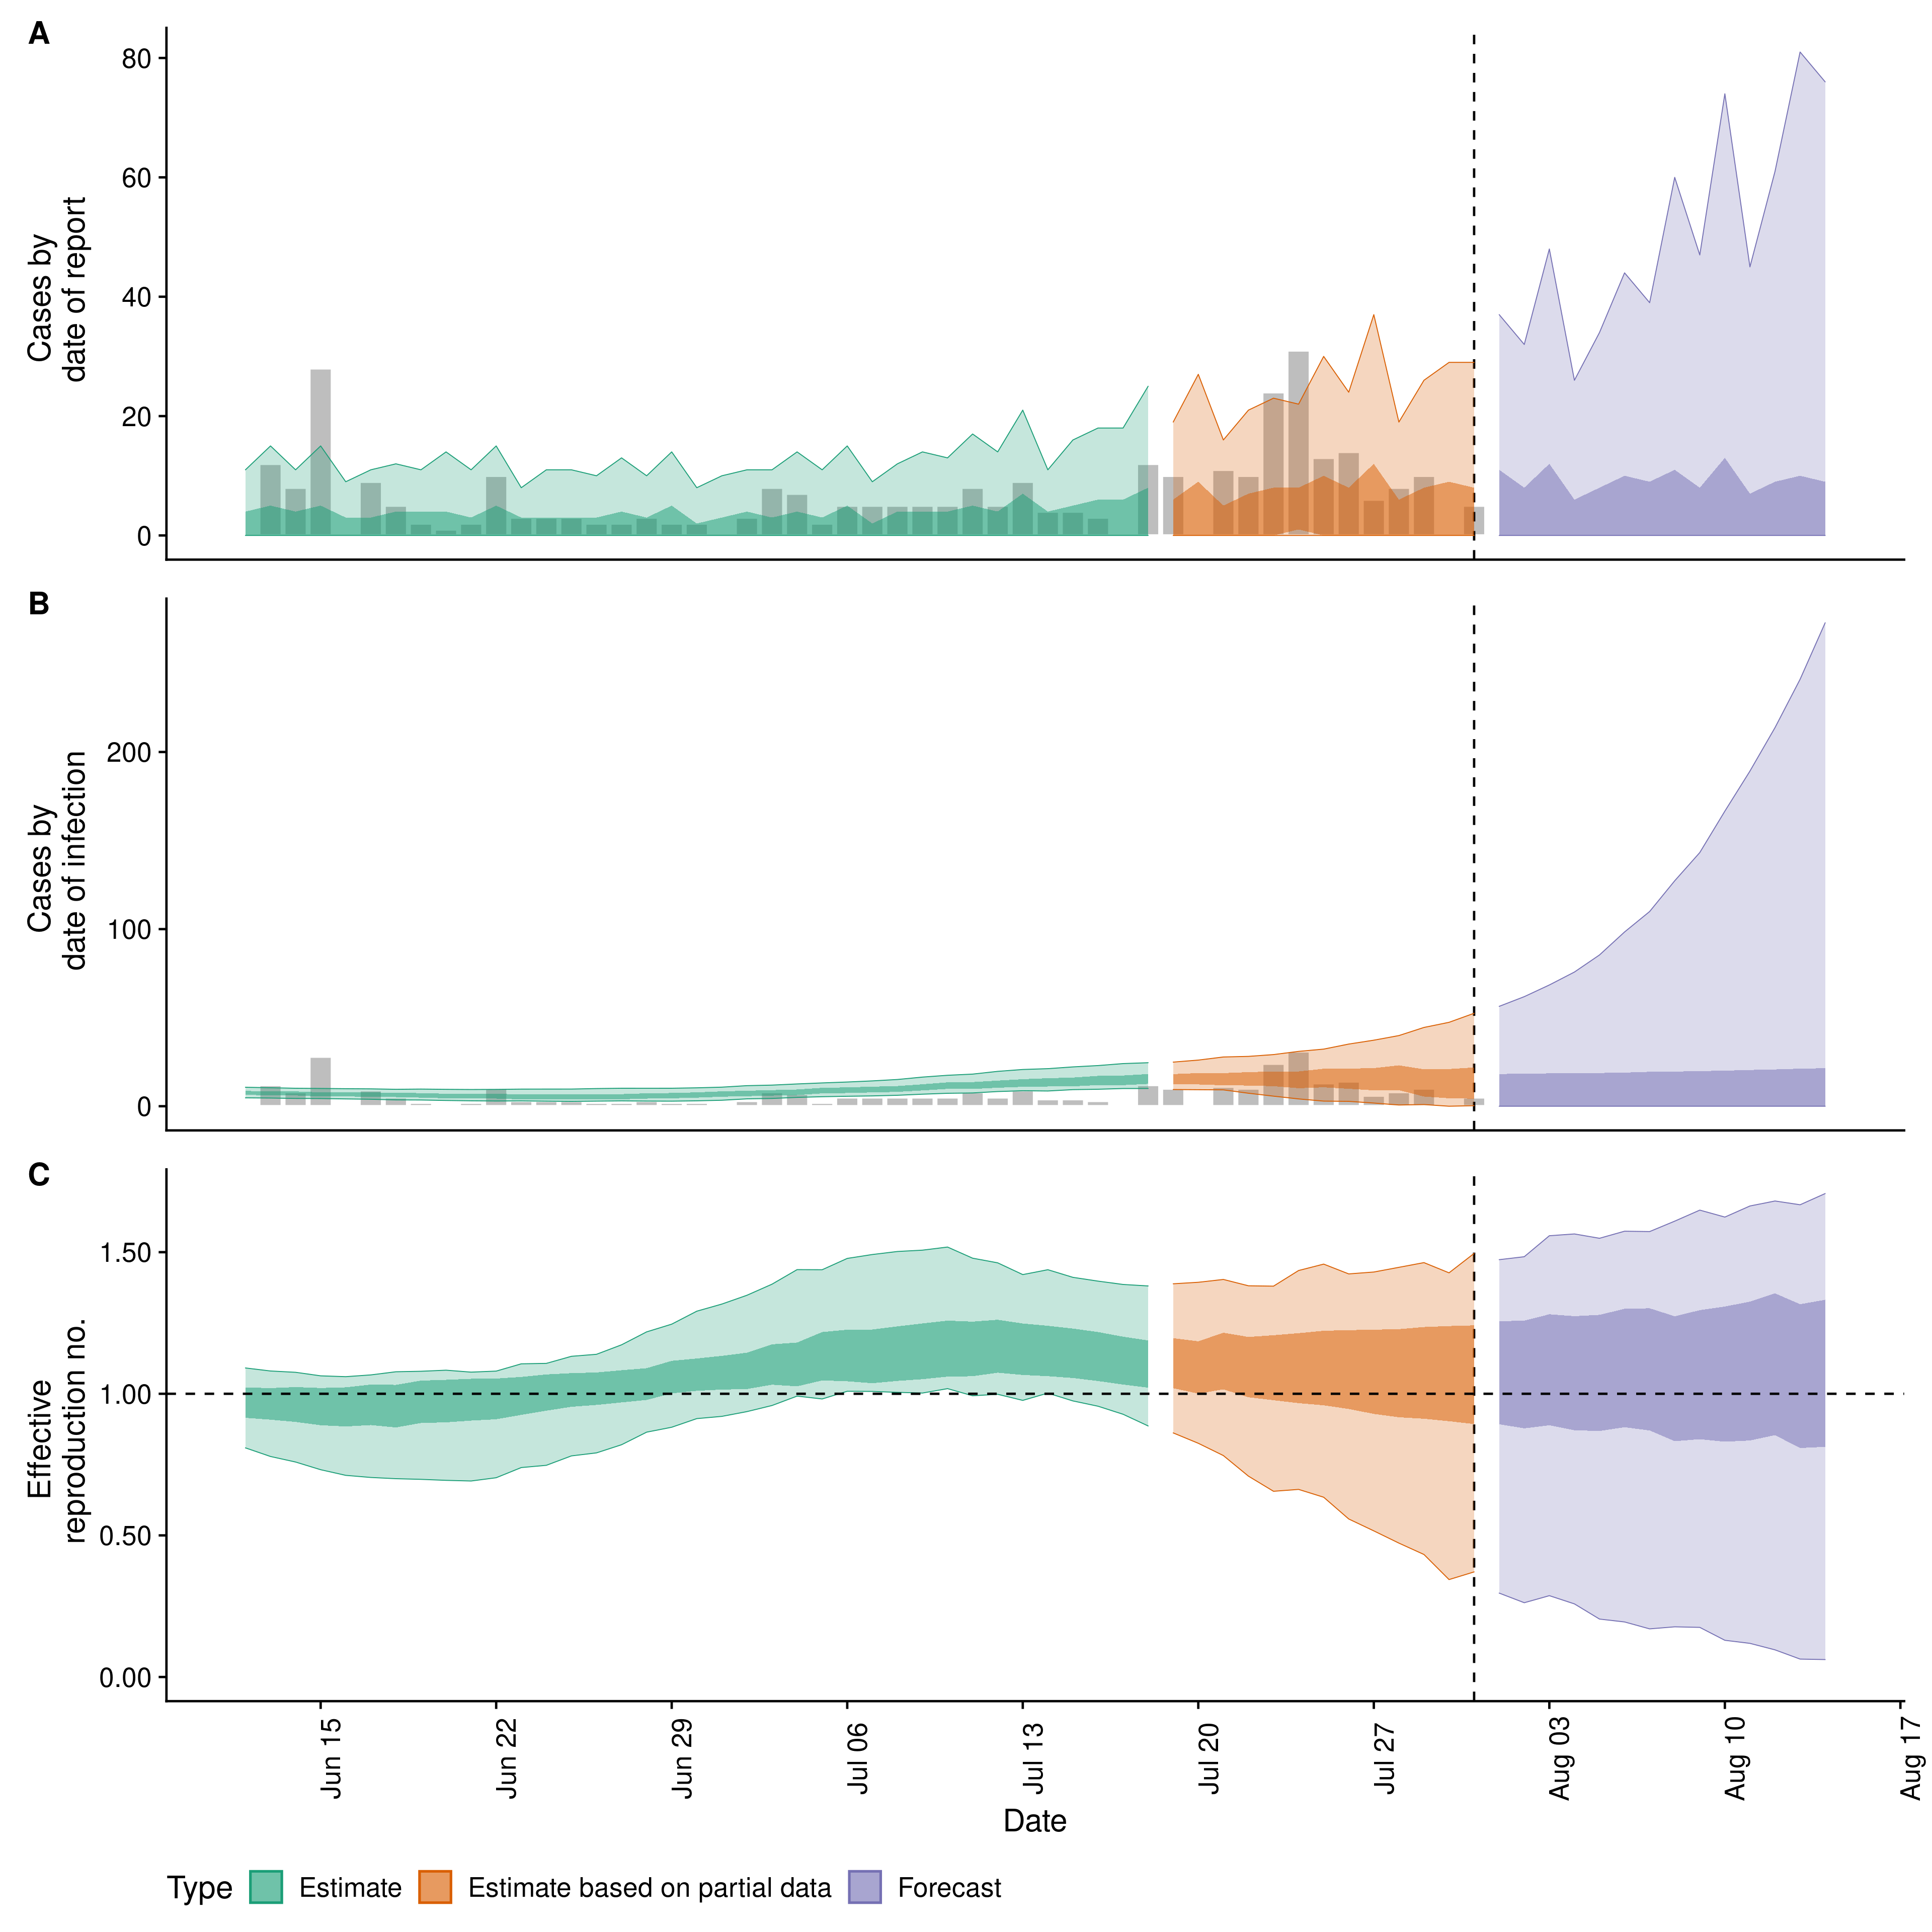 A
80
60
40
20
0
Cases by
date of report
B
200
100
0
Cases by
date of infection
C
1.50
1.00
0.50
0.00
Effective
reproduction no.
Jun 15
Jun 22
Jun 29
Jul 06
Jul 13
Jul 20
Jul 27
Aug 03
Aug 10
Aug 17
Date
Type Estimate Estimate based on partial data Forecast